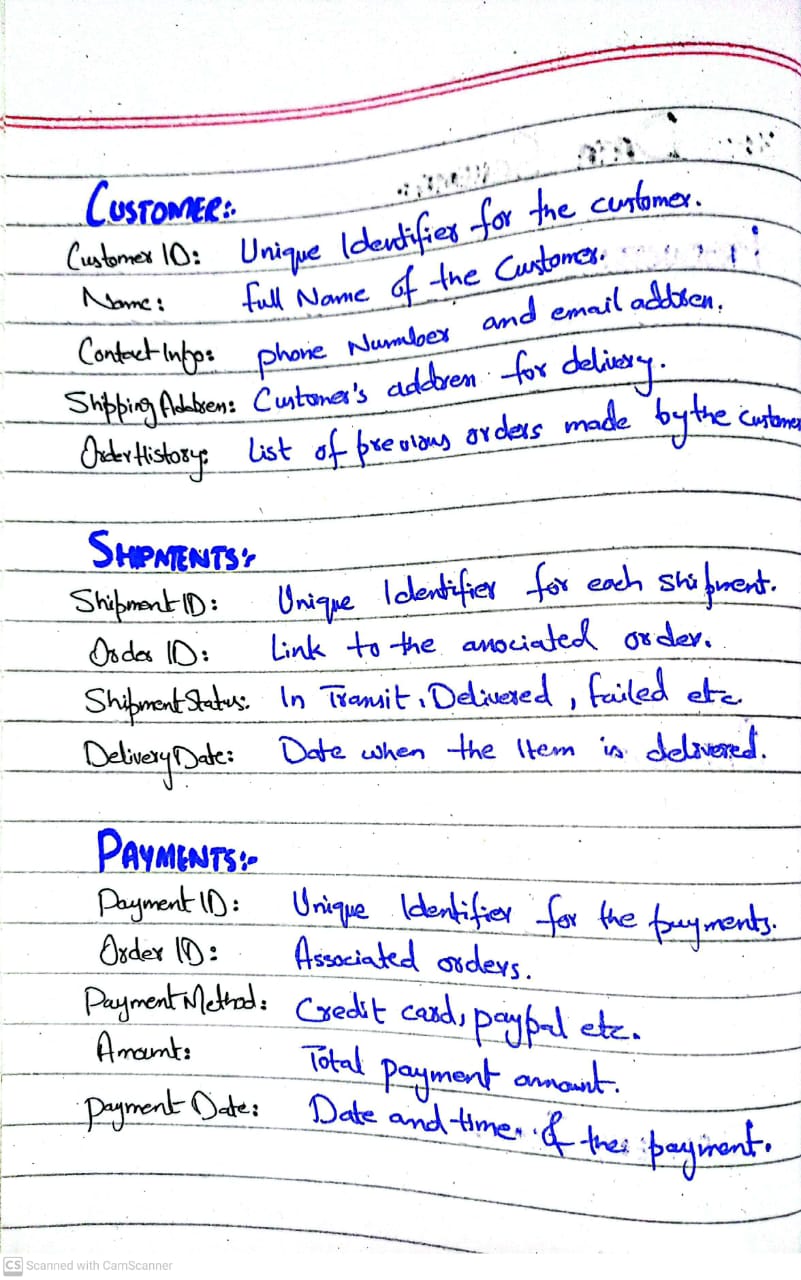 CUSTOMER:-
Customer ID: Unique Identifier for the customer.
Name: Full Name of the Customer.
Contact Info: phone Number and email address.
Shipping Address: Customer's address for delivery.
Order History: List of previous orders made by the customer
SHIPMENTS:-
Shipment ID: Unique Identifier for each shipment.
Order ID: Link to the associated order.
Shipment Status: In Transit, Delivered, failed etc
Delivery Date: Date when the Item is delivered.
PAYMENTS:-
Payment ID: Unique Identifier for the payments.
Order ID: Associated orders.
Payment Method: Credit card, paypal etc.
Amount: Total payment amount.
Payment Date: Date and time of the payment.
CS Scanned with CamScanner